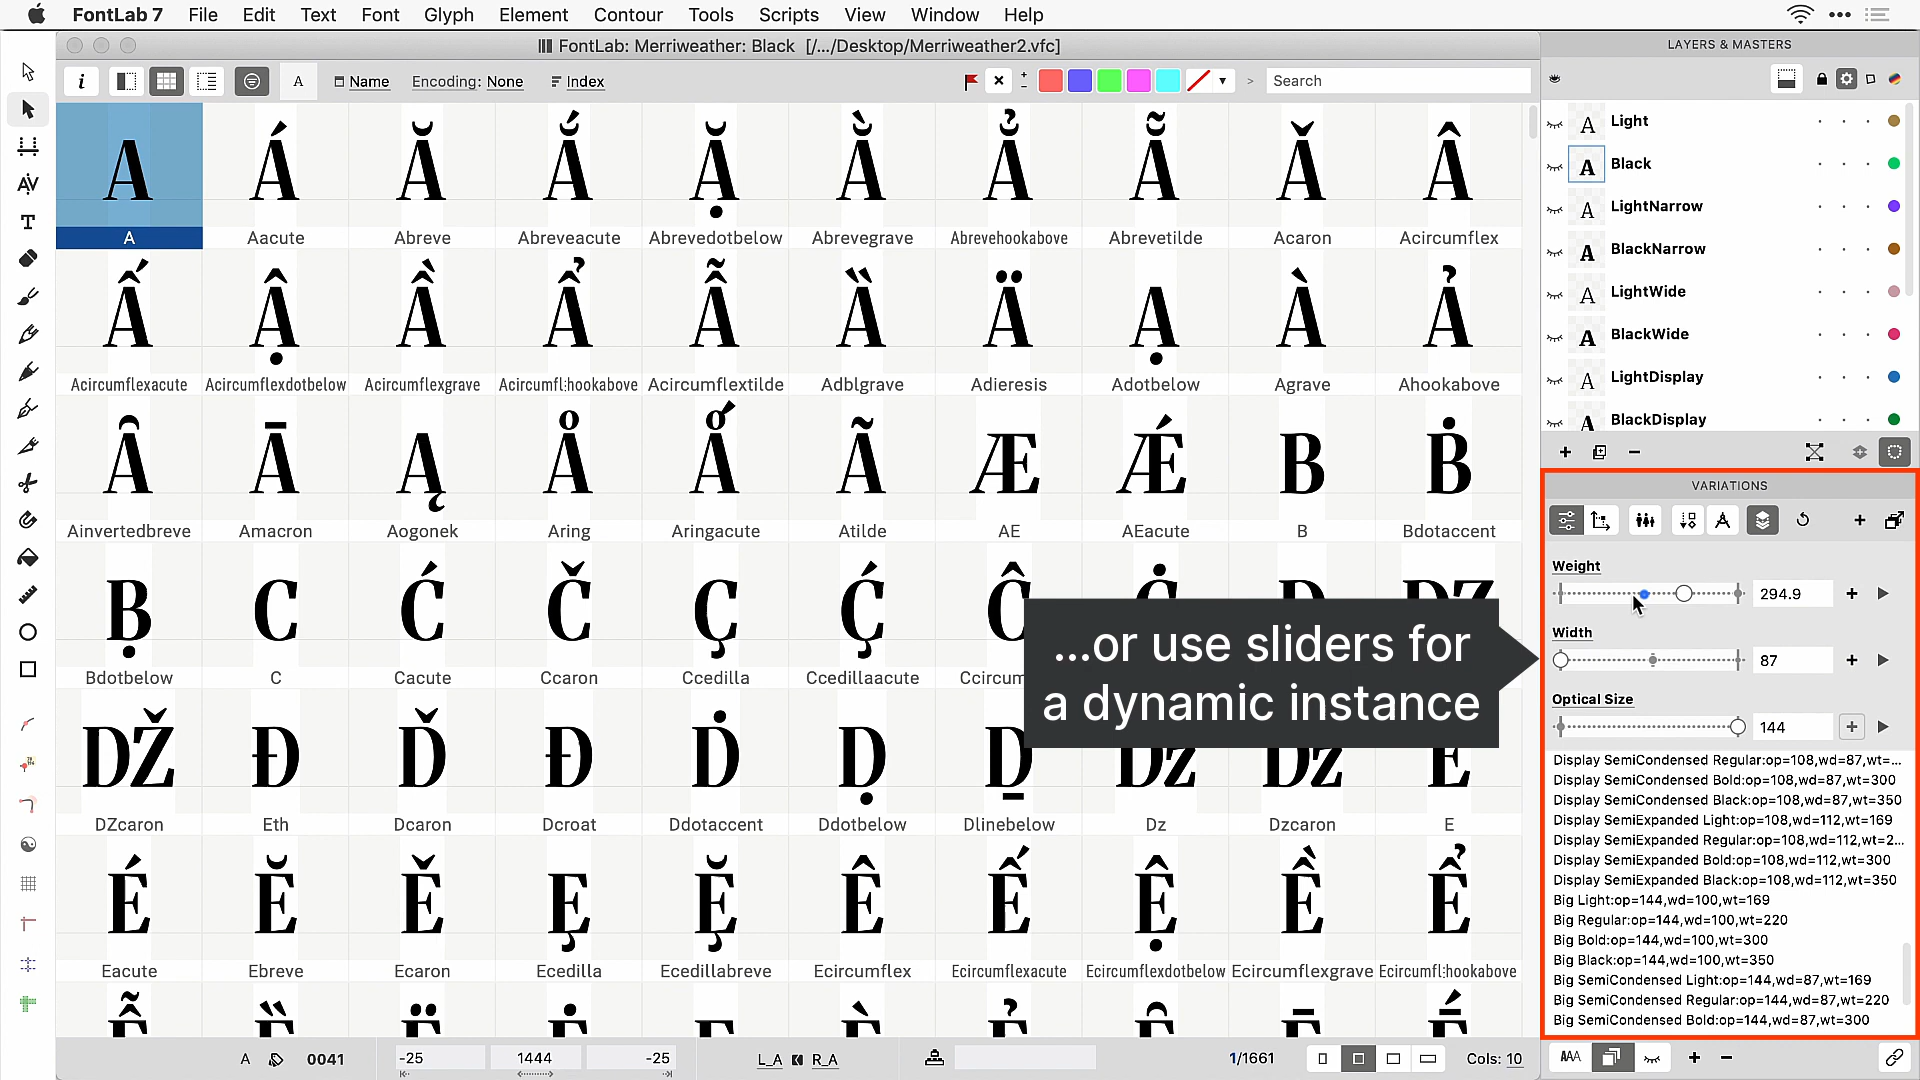 FontLab 7 File Edit Text Font Glyph Element Contour Tools Scripts View Window Help
FontLab: Merriweather: Black [/.../Desktop/Merriweather2.vfc]
i A Name Encoding: None Index Search
A Á Ă Ắ Ặ Ằ Ẳ Ẵ Ǎ Â
A Aacute Abreve Abreveacute Abrevedotbelow Abrevegrave Abrevehookabove Abrevetilde Acaron Acircumflex
Ấ Ậ Ầ Ẩ Ẫ Ȁ Ä Ạ À Ả
Acircumflexacute Acircumflexdotbelow Acircumflexgrave Acircumfl:hookabove Acircumflextilde Adblgrave Adieresis Adotbelow Agrave Ahookabove
Ȃ Ā Ą Å Ǻ Ã Æ Ǽ B Ḃ
Ainvertedbreve Amacron Aogonek Aring Aringacute Atilde AE AEacute B Bdotaccent
Ḅ C Ć Č Ç Ḉ Ĉ Ċ D DZ
Bdotbelow C Cacute Ccaron Ccedilla Ccedillaacute Ccircum
DŽ Ð Ď Đ Ḋ Ḍ Ḏ Dz Dž E
DZcaron Eth Dcaron Dcroat Ddotaccent Ddotbelow Dlinebelow Dz Dzcaron E
É Ĕ Ě Ȩ Ḝ Ê Ế Ệ Ề Ể
Eacute Ebreve Ecaron Ecedilla Ecedillabreve Ecircumflex Ecircumflexacute Ecircumflexdotbelow Ecircumflexgrave Ecircumfl:hookabove
...or use sliders for
a dynamic instance
A 0041 -25 1444 -25 L_A R_A 1/1661 Cols: 10
LAYERS & MASTERS
A Light
A Black
A LightNarrow
A BlackNarrow
A LightWide
A BlackWide
A LightDisplay
A BlackDisplay
VARIATIONS
Weight
294.9
Width
87
Optical Size
144
Display SemiCondensed Regular:op=108,wd=87,wt=...
Display SemiCondensed Bold:op=108,wd=87,wt=300
Display SemiCondensed Black:op=108,wd=87,wt=350
Display SemiExpanded Light:op=108,wd=112,wt=169
Display SemiExpanded Regular:op=108,wd=112,wt=2...
Display SemiExpanded Bold:op=108,wd=112,wt=300
Display SemiExpanded Black:op=108,wd=112,wt=350
Big Light:op=144,wd=100,wt=169
Big Regular:op=144,wd=100,wt=220
Big Bold:op=144,wd=100,wt=300
Big Black:op=144,wd=100,wt=350
Big SemiCondensed Light:op=144,wd=87,wt=169
Big SemiCondensed Regular:op=144,wd=87,wt=220
Big SemiCondensed Bold:op=144,wd=87,wt=300
AAA